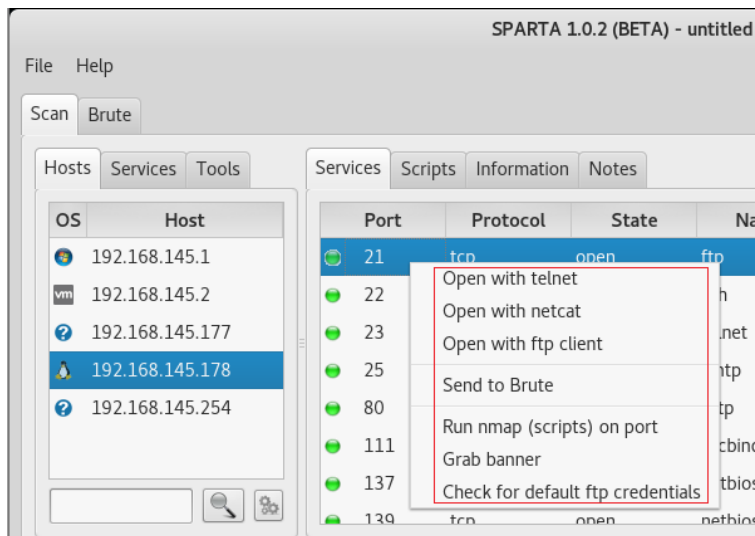 SPARTA 1.0.2 (BETA) - untitled
File Help
Scan Brute
Hosts Services Tools
Services Scripts Information Notes
OS Host
Port Protocol State
192.168.145.1
192.168.145.2
192.168.145.177
192.168.145.178
192.168.145.254
21 tcp open ftp
22
23
25
80
111
137
139 tcp open
Open with telnet
Open with netcat
Open with ftp client
Send to Brute
Run nmap (scripts) on port
Grab banner
Check for default ftp credentials